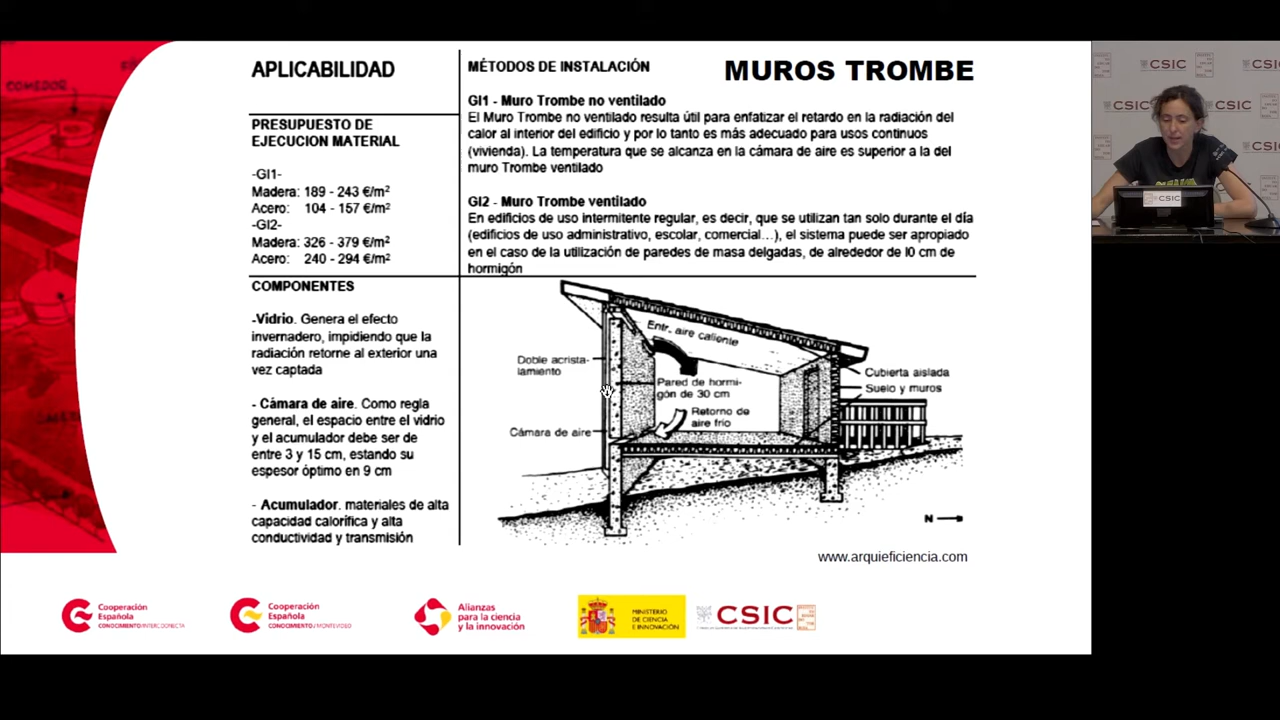 APLICABILIDAD
PRESUPUESTO DE
EJECUCION MATERIAL
-GI1-
Madera: 189 - 243 €/m²
Acero: 104 - 157 €/m²
-GI2-
Madera: 326 - 379 €/m²
Acero: 240 - 294 €/m²
COMPONENTES
-Vidrio. Genera el efecto
invernadero, impidiendo que la
radiación retorne al exterior una
vez captada
- Cámara de aire. Como regla
general, el espacio entre el vidrio
y el acumulador debe ser de
entre 3 y 15 cm, estando su
espesor óptimo en 9 cm
- Acumulador. materiales de alta
capacidad calorífica y alta
conductividad y transmisión
MÉTODOS DE INSTALACIÓN
MUROS TROMBE
GI1 - Muro Trombe no ventilado
El Muro Trombe no ventilado resulta útil para enfatizar el retardo en la radiación del
calor al interior del edificio y por lo tanto es más adecuado para usos continuos
(vivienda). La temperatura que se alcanza en la cámara de aire es superior a la del
muro Trombe ventilado
GI2 - Muro Trombe ventilado
En edificios de uso intermitente regular, es decir, que se utilizan tan solo durante el día
(edificios de uso administrativo, escolar, comercial...), el sistema puede ser apropiado
en el caso de la utilización de paredes de masa delgadas, de alrededor de l0 cm de
hormigón
Entr. aire caliente
Doble acrista-
lamiento
Pared de hormi-
gón de 30 cm
Retorno de
aire frío
Cámara de aire
Cubierta aislada
Suelo y muros
N
www.arquieficiencia.com
Cooperación
Española
CONOCIMIENTO/INTERCOONECTA
Cooperación
Española
CONOCIMIENTO/MONTEVIDEO
Alianzas
para la ciencia
y la innovación
MINISTERIO
DE CIENCIA
E INNOVACIÓN
CSIC
CSIC
CSIC
CSIC
CSIC
CSIC